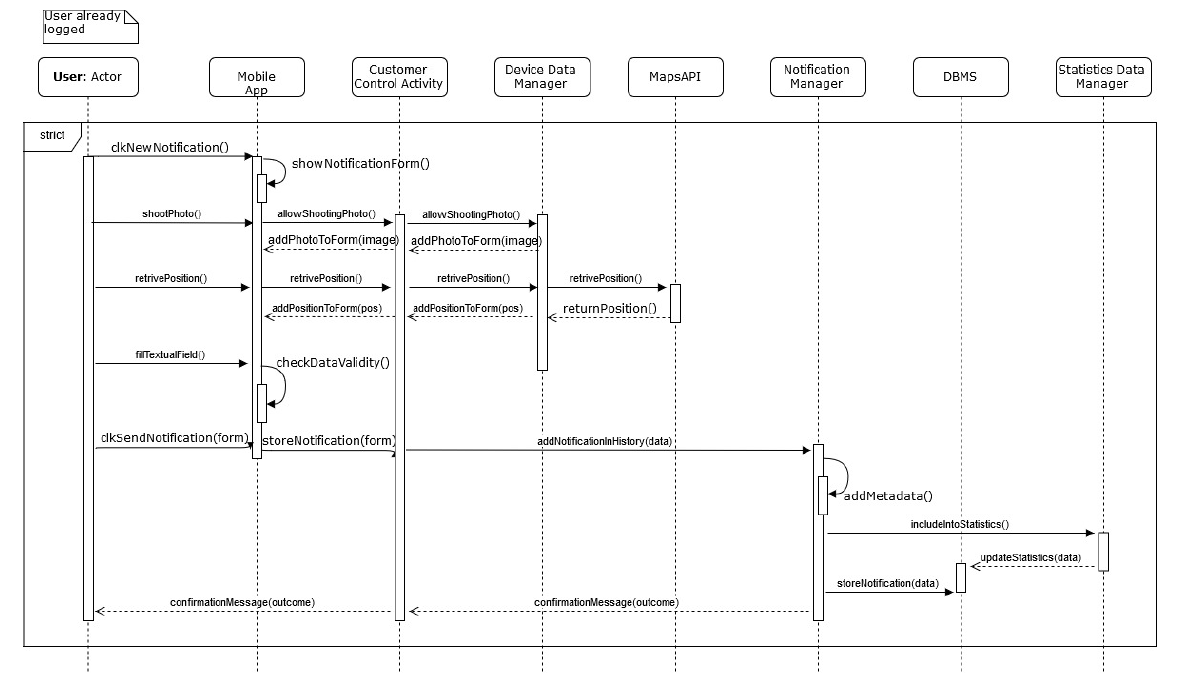 User already
logged
User: Actor
Mobile
App
Customer
Control Activity
Device Data
Manager
MapsAPI
Notification
Manager
DBMS
Statistics Data
Manager
strict
clkNewNotification()
showNotificationForm()
shootPhoto()
allowShootingPhoto()
allowShootingPhoto()
addPhotoToForm(image)
addPhotoToForm(image)
retrivePosition()
retrivePosition()
retrivePosition()
retrivePosition()
addPositionToForm(pos)
addPositionToForm(pos)
returnPosition()
fillTextualField()
checkDataValidity()
clkSendNotification(form)
storeNotification(form)
addNotificationInHistory(data)
addMetadata()
includeIntoStatistics()
updateStatistics(data)
storeNotification(data)
confirmationMessage(outcome)
confirmationMessage(outcome)